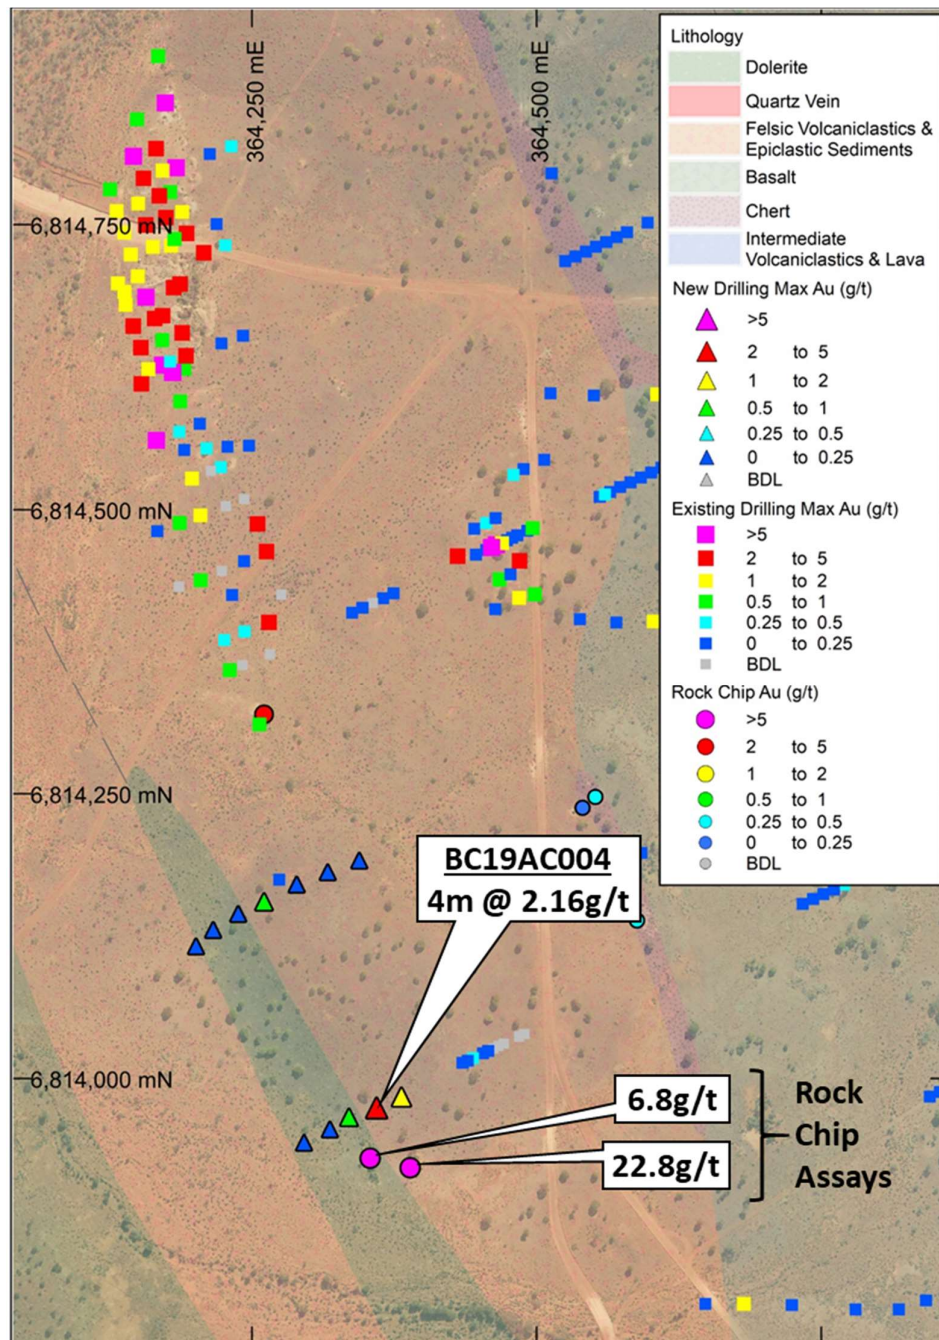 364,250 mE
364,500 mE
6,814,750 mN
6,814,500 mN
6,814,250 mN
6,814,000 mN
Lithology
Dolerite
Quartz Vein
Felsic Volcaniclastics &
Epiclastic Sediments
Basalt
Chert
Intermediate
Volcaniclastics & Lava
New Drilling Max Au (g/t)
>5
2 to 5
1 to 2
0.5 to 1
0.25 to 0.5
0 to 0.25
BDL
Existing Drilling Max Au (g/t)
>5
2 to 5
1 to 2
0.5 to 1
0.25 to 0.5
0 to 0.25
BDL
Rock Chip Au (g/t)
>5
2 to 5
1 to 2
0.5 to 1
0.25 to 0.5
0 to 0.25
BDL
BC19AC004
4m @ 2.16g/t
6.8g/t
22.8g/t
Rock
Chip
Assays